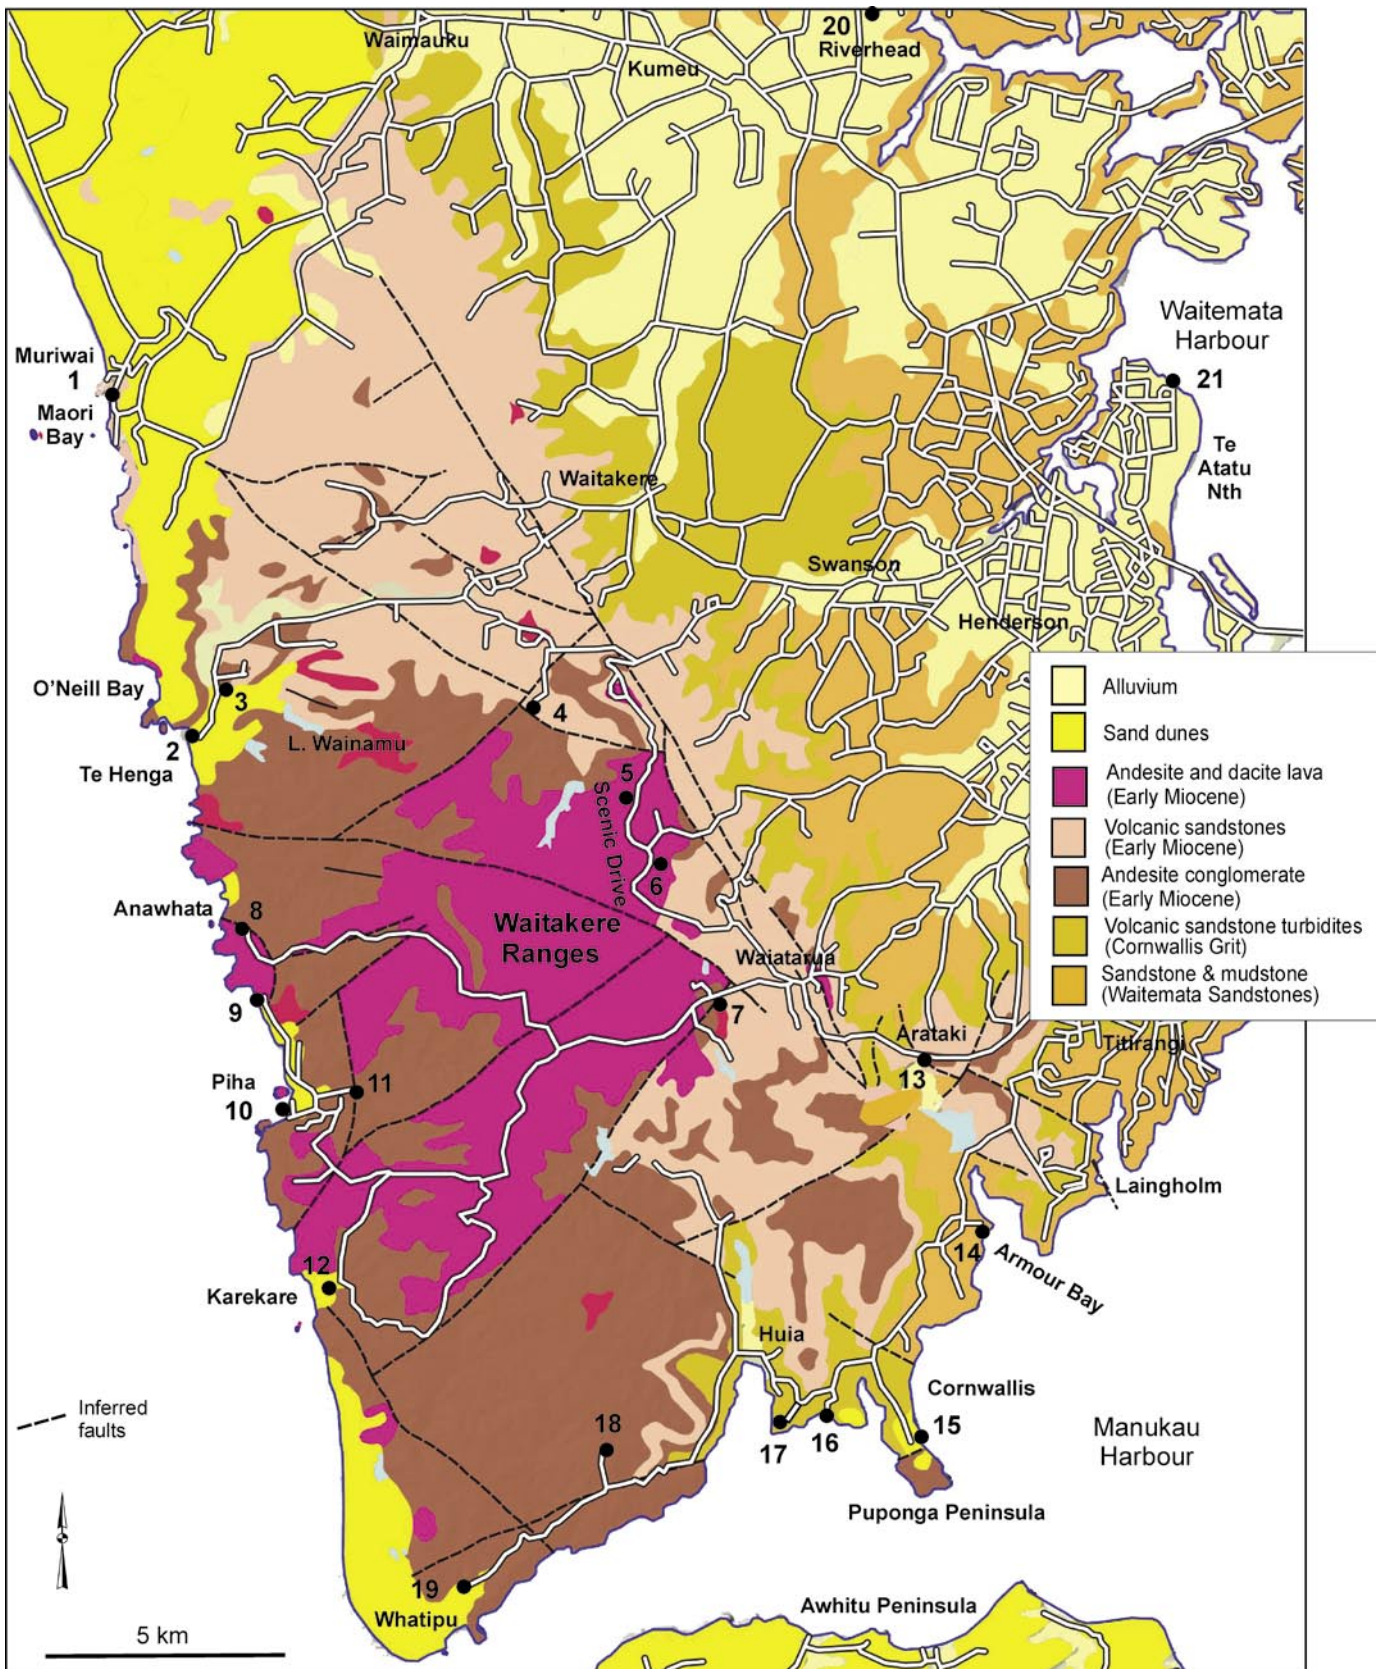 20
Riverhead
Waimauku
Kumeu
Waitemata
Harbour
Muriwai
1
Maori
Bay
21
Te
Atatu
Nth
Waitakere
Swanson
Henderson
O'Neill Bay
3
4
2
L. Wainamu
Te Henga
5
Scenic Drive
6
Alluvium
Sand dunes
Andesite and dacite lava
(Early Miocene)
Volcanic sandstones
(Early Miocene)
Andesite conglomerate
(Early Miocene)
Volcanic sandstone turbidites
(Cornwallis Grit)
Sandstone & mudstone
(Waitemata Sandstones)
Anawhata
8
Waitakere
Ranges
Waiatarua
9
7
Arataki
Titirangi
13
Piha
10
11
Laingholm
14
Armour Bay
12
Karekare
Huia
Cornwallis
Inferred
faults
18
17
16
15
Manukau
Harbour
Puponga Peninsula
19
Whatipu
Awhitu Peninsula
5 km